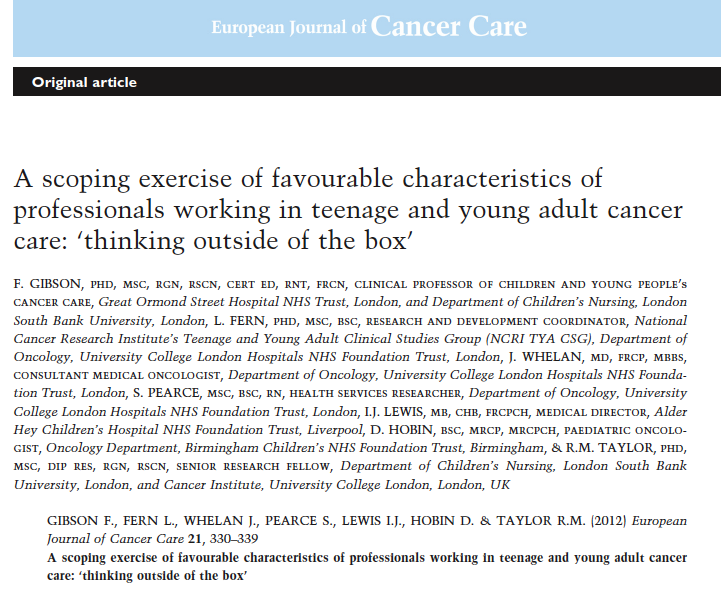 European Journal of Cancer Care
Original article
A scoping exercise of favourable characteristics of
professionals working in teenage and young adult cancer
care: ‘thinking outside of the box’
F. GIBSON, PHD, MSC, RGN, RSCN, CERT ED, RNT, FRCN, CLINICAL PROFESSOR OF CHILDREN AND YOUNG PEOPLE’S
CANCER CARE, Great Ormond Street Hospital NHS Trust, London, and Department of Children’s Nursing, London
South Bank University, London, L. FERN, PHD, MSC, BSC, RESEARCH AND DEVELOPMENT COORDINATOR, National
Cancer Research Institute’s Teenage and Young Adult Clinical Studies Group (NCRI TYA CSG), Department of
Oncology, University College London Hospitals NHS Foundation Trust, London, J. WHELAN, MD, FRCP, MBBS,
CONSULTANT MEDICAL ONCOLOGIST, Department of Oncology, University College London Hospitals NHS Founda-
tion Trust, London, S. PEARCE, MSC, BSC, RN, HEALTH SERVICES RESEARCHER, Department of Oncology, University
College London Hospitals NHS Foundation Trust, London, I.J. LEWIS, MB, CHB, FRCPCH, MEDICAL DIRECTOR, Alder
Hey Children’s Hospital NHS Foundation Trust, Liverpool, D. HOBIN, BSC, MRCP, MRCPCH, PAEDIATRIC ONCOLO-
GIST, Oncology Department, Birmingham Children’s NHS Foundation Trust, Birmingham, & R.M. TAYLOR, PHD,
MSC, DIP RES, RGN, RSCN, SENIOR RESEARCH FELLOW, Department of Children’s Nursing, London South Bank
University, London, and Cancer Institute, University College London, London, UK
GIBSON F., FERN L., WHELAN J., PEARCE S., LEWIS I.J., HOBIN D. & TAYLOR R.M. (2012) European
Journal of Cancer Care 21, 330–339
A scoping exercise of favourable characteristics of professionals working in teenage and young adult cancer
care: ‘thinking outside of the box’